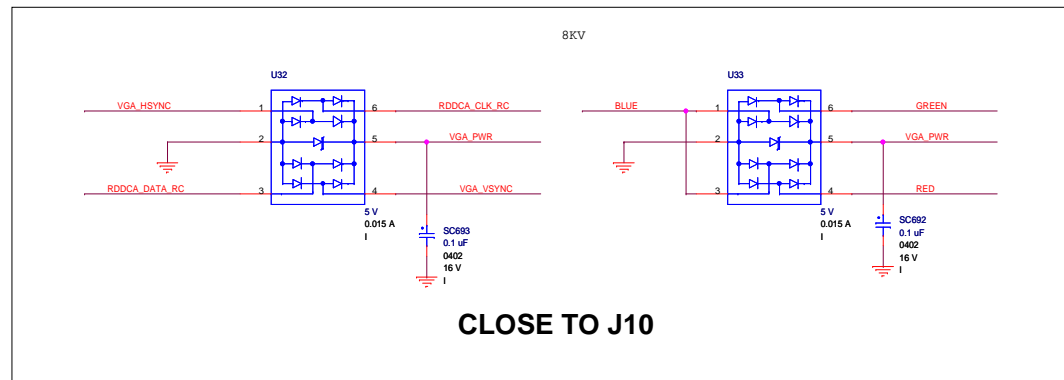 8KV
U32
U33
VGA_HSYNC
1
6
RDDCA_CLK_RC
BLUE
1
6
GREEN
2
5
VGA_PWR
2
5
VGA_PWR
RDDCA_DATA_RC
3
4
VGA_VSYNC
3
4
RED
5 V
0.015 A
I
SC693
0.1 uF
0402
16 V
I
5 V
0.015 A
I
SC692
0.1 uF
0402
16 V
I
CLOSE TO J10